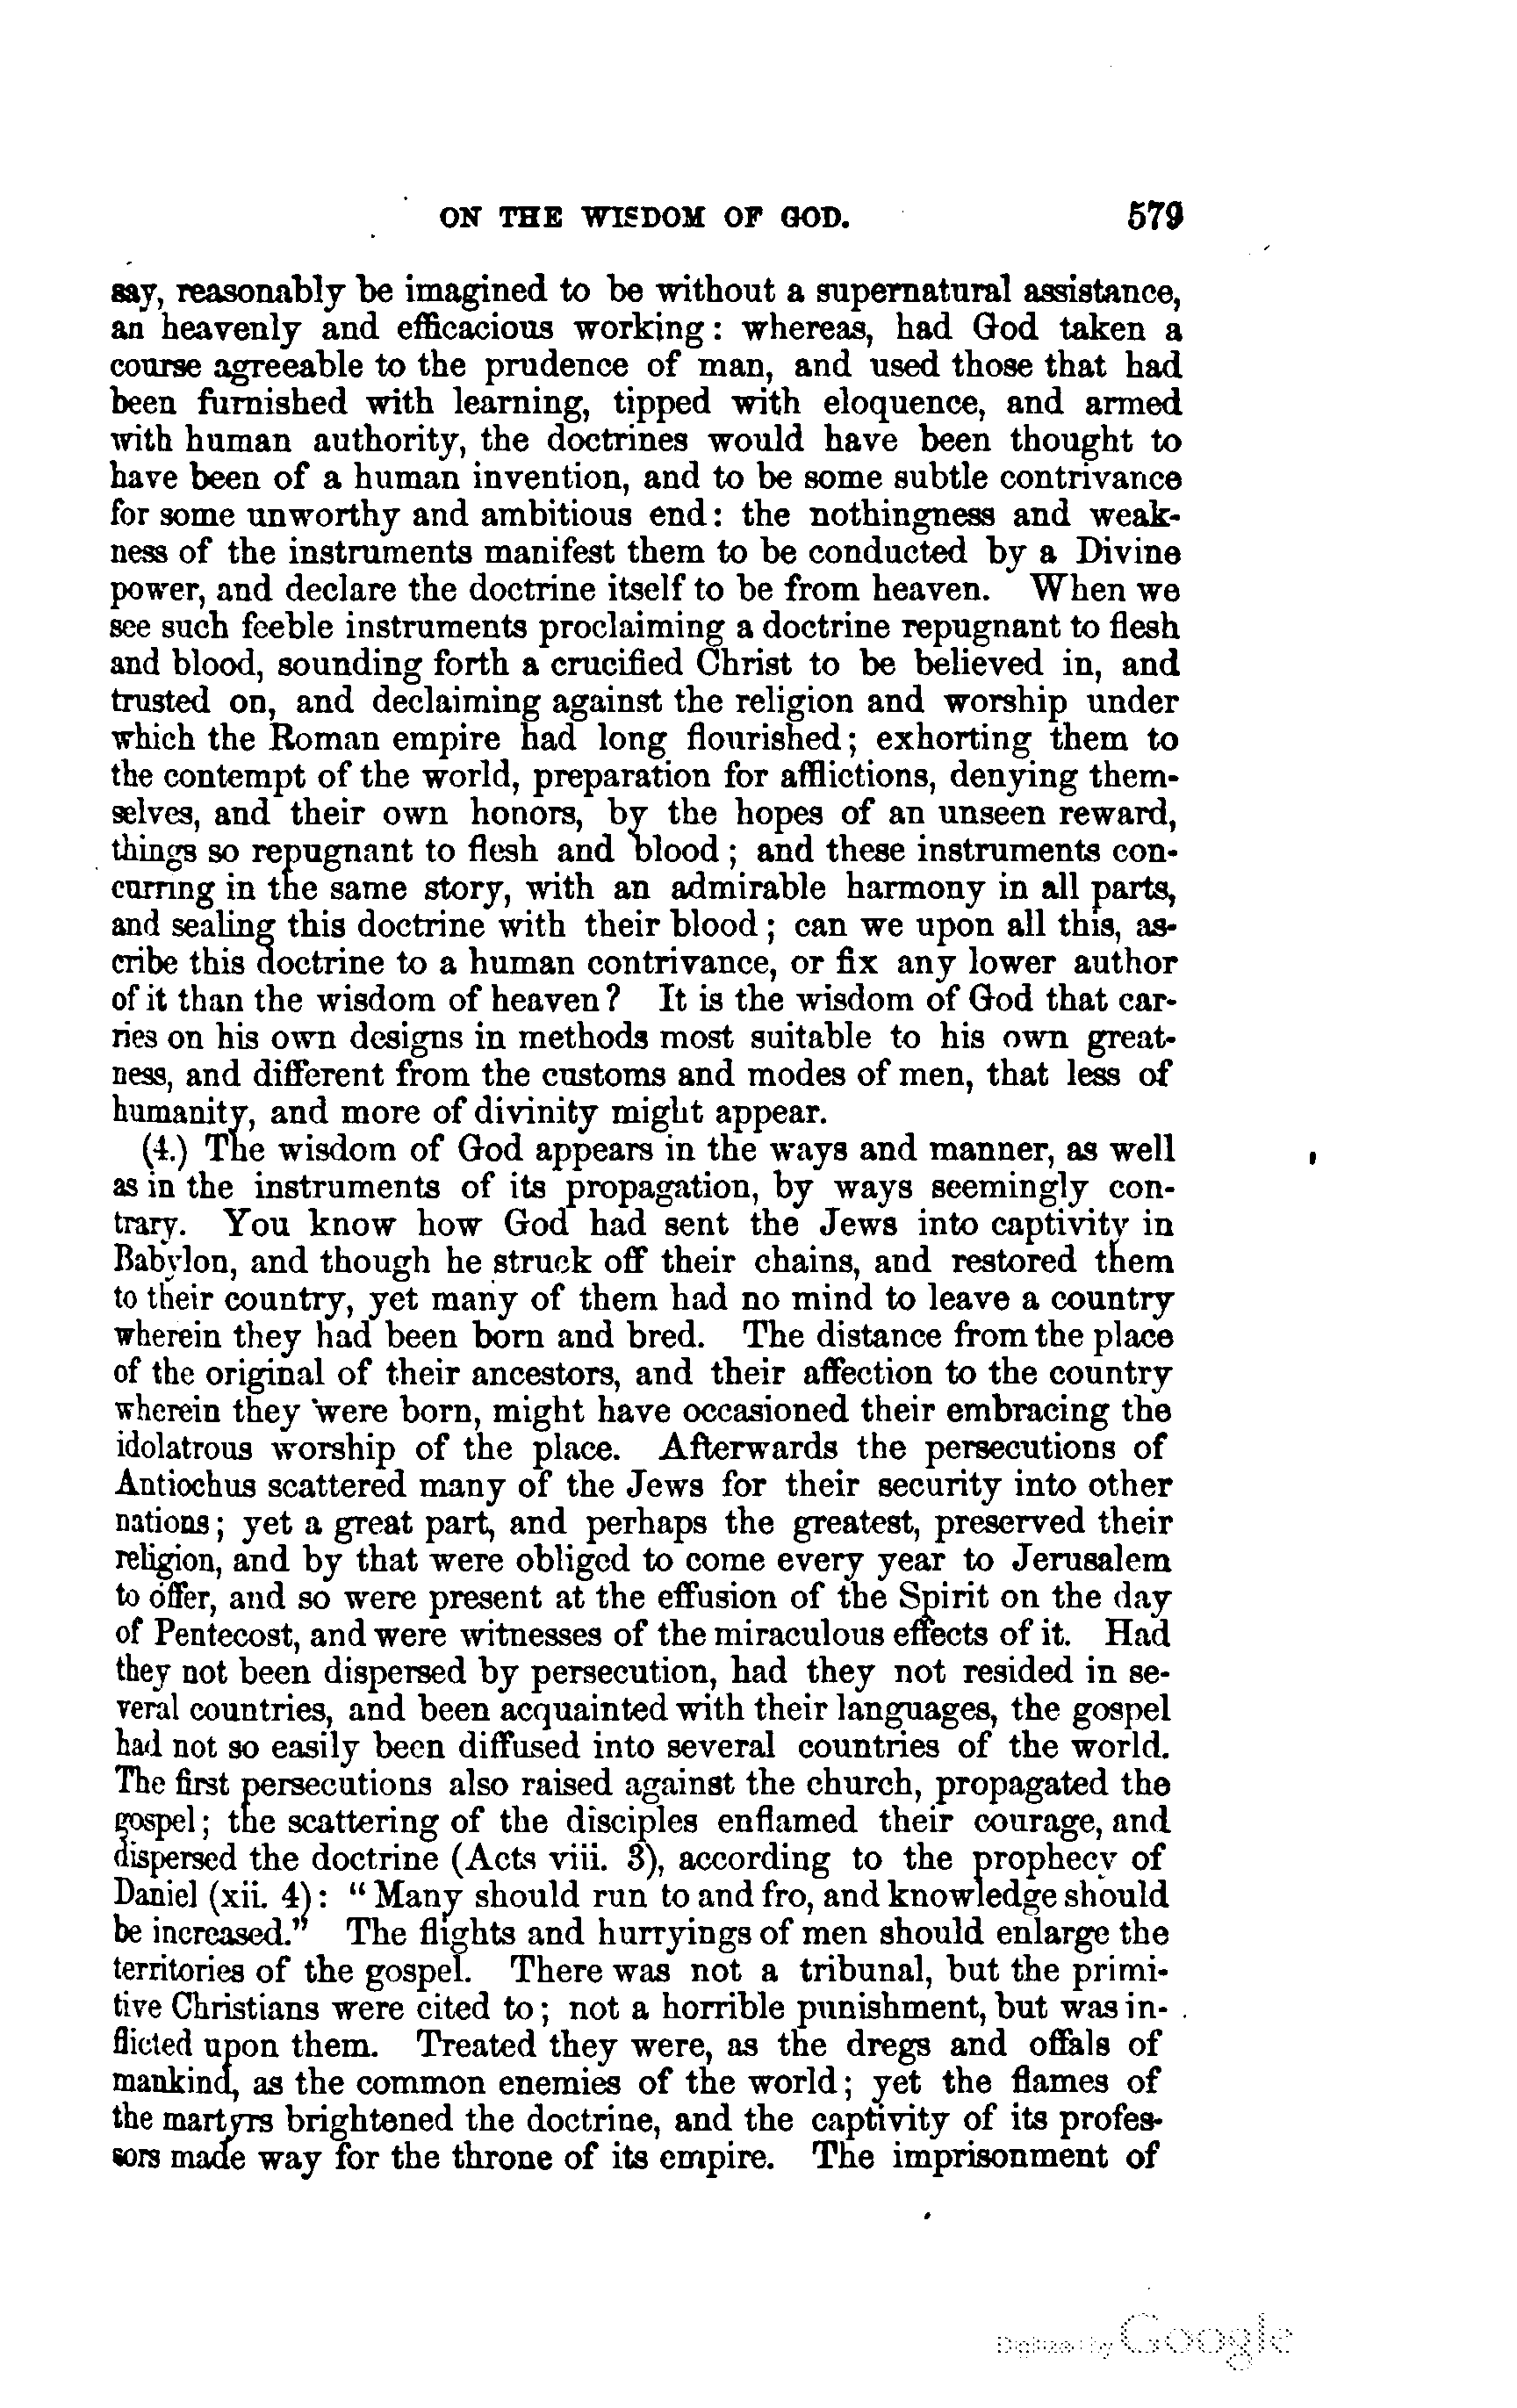 ON THE WISDOM OF GOD. 579
say, reasonably be imagined to be without a supernatural assistance,
an heavenly and efficacious working: whereas, had God taken a
course agreeable to the prudence of man, and used those that had
been furnished with learning, tipped with eloquence, and armed
with human authority, the doctrines would have been thought to
have been of a human invention, and to be some subtle contrivance
for some unworthy and ambitious end: the nothingness and weak-
ness of the instruments manifest them to be conducted by a Divine
power, and declare the doctrine itself to be from heaven. When we
see such feeble instruments proclaiming a doctrine repugnant to flesh
and blood, sounding forth a crucified Christ to be believed in, and
trusted on, and declaiming against the religion and worship under
which the Roman empire had long flourished; exhorting them to
the contempt of the world, preparation for afflictions, denying them-
selves, and their own honors, by the hopes of an unseen reward,
things so repugnant to flesh and blood; and these instruments con-
curring in the same story, with an admirable harmony in all parts,
and sealing this doctrine with their blood; can we upon all this, as-
cribe this doctrine to a human contrivance, or fix any lower author
of it than the wisdom of heaven? It is the wisdom of God that car-
ries on his own designs in methods most suitable to his own great-
ness, and different from the customs and modes of men, that less of
humanity, and more of divinity might appear.
(4.) The wisdom of God appears in the ways and manner, as well
as in the instruments of its propagation, by ways seemingly con-
trary. You know how God had sent the Jews into captivity in
Babylon, and though he struck off their chains, and restored them
to their country, yet many of them had no mind to leave a country
wherein they had been born and bred. The distance from the place
of the original of their ancestors, and their affection to the country
wherein they were born, might have occasioned their embracing the
idolatrous worship of the place. Afterwards the persecutions of
Antiochus scattered many of the Jews for their security into other
nations; yet a great part, and perhaps the greatest, preserved their
religion, and by that were obliged to come every year to Jerusalem
to offer, and so were present at the effusion of the Spirit on the day
of Pentecost, and were witnesses of the miraculous effects of it. Had
they not been dispersed by persecution, had they not resided in se-
veral countries, and been acquainted with their languages, the gospel
had not so easily been diffused into several countries of the world.
The first persecutions also raised against the church, propagated the
gospel; the scattering of the disciples enflamed their courage, and
dispersed the doctrine (Acts viii. 3), according to the prophecy of
Daniel (xii. 4): "Many should run to and fro, and knowledge should
be increased." The flights and hurryings of men should enlarge the
territories of the gospel. There was not a tribunal, but the primi-
tive Christians were cited to; not a horrible punishment, but was in-
flicted upon them. Treated they were, as the dregs and offals of
mankind, as the common enemies of the world; yet the flames of
the martyrs brightened the doctrine, and the captivity of its profes-
sors made way for the throne of its empire. The imprisonment of
Digitized by Google